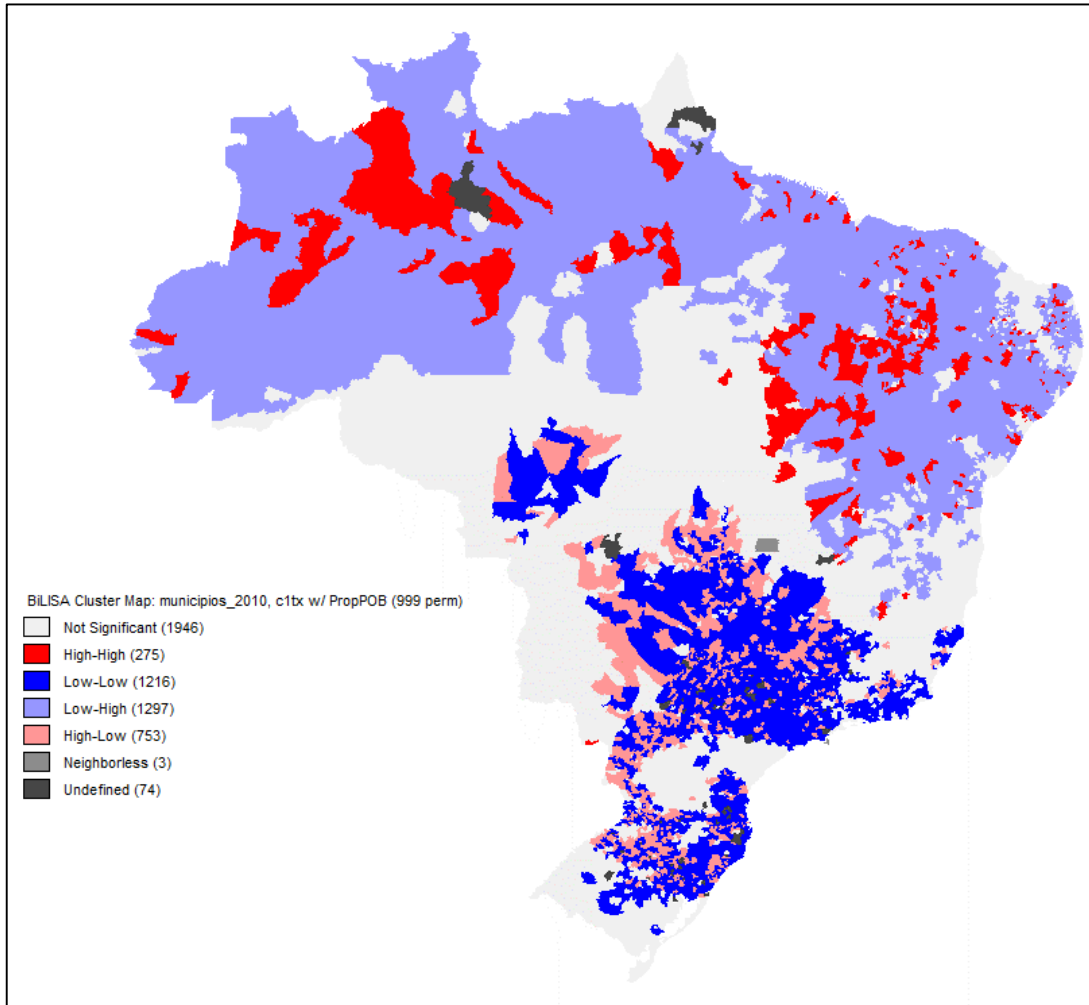 BiLISA Cluster Map: municipios_2010, c1tx w/ PropPOB (999 perm)
Not Significant (1946)
High-High (275)
Low-Low (1216)
Low-High (1297)
High-Low (753)
Neighborless (3)
Undefined (74)